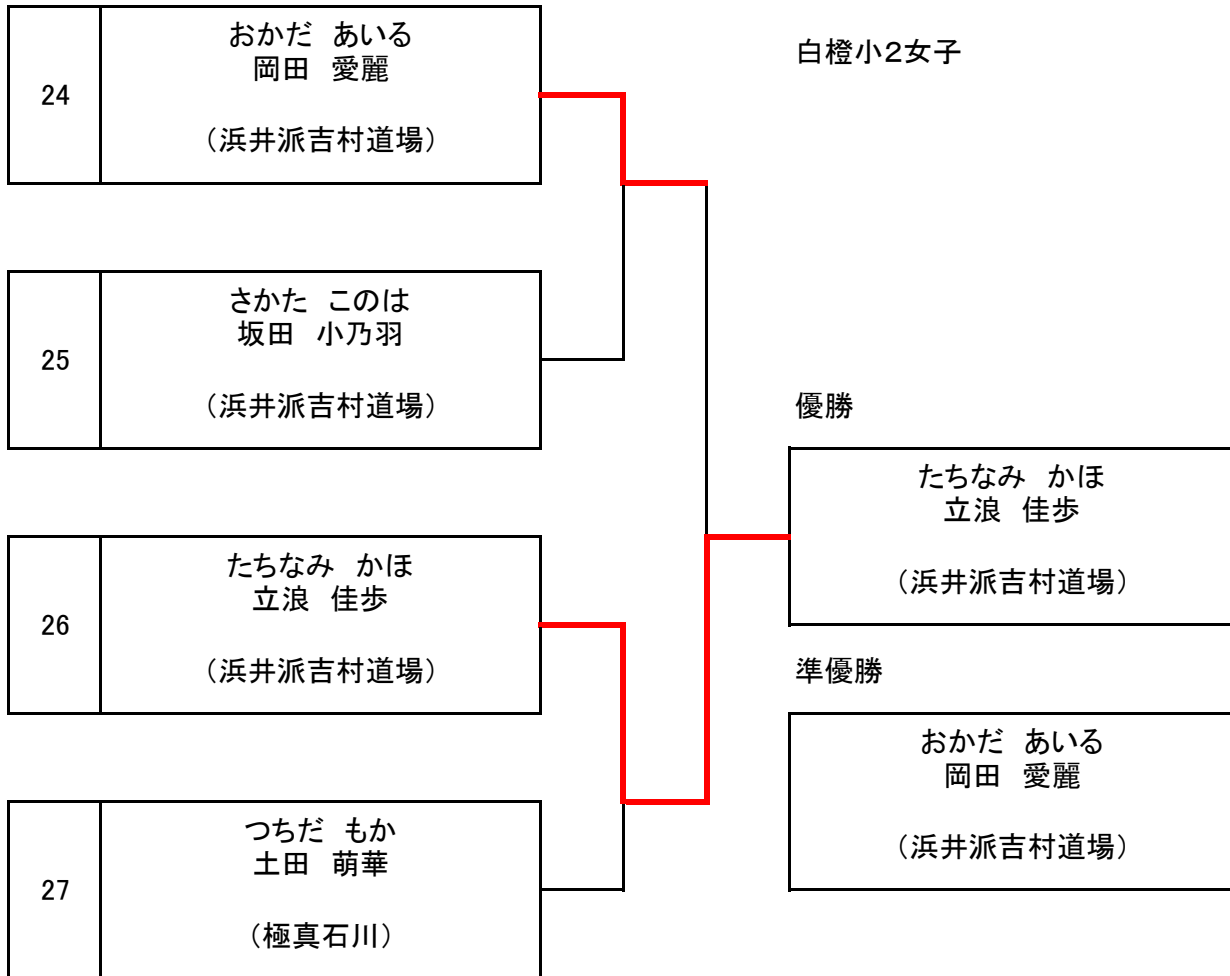 白橙小２女子
24
おかだ　あいる
岡田　愛麗
（浜井派吉村道場）
25
さかた　このは
坂田　小乃羽
（浜井派吉村道場）
26
たちなみ　かほ
立浪　佳歩
（浜井派吉村道場）
27
つちだ　もか
土田　萌華
（極真石川）
優勝
たちなみ　かほ
立浪　佳歩
（浜井派吉村道場）
準優勝
おかだ　あいる
岡田　愛麗
（浜井派吉村道場）